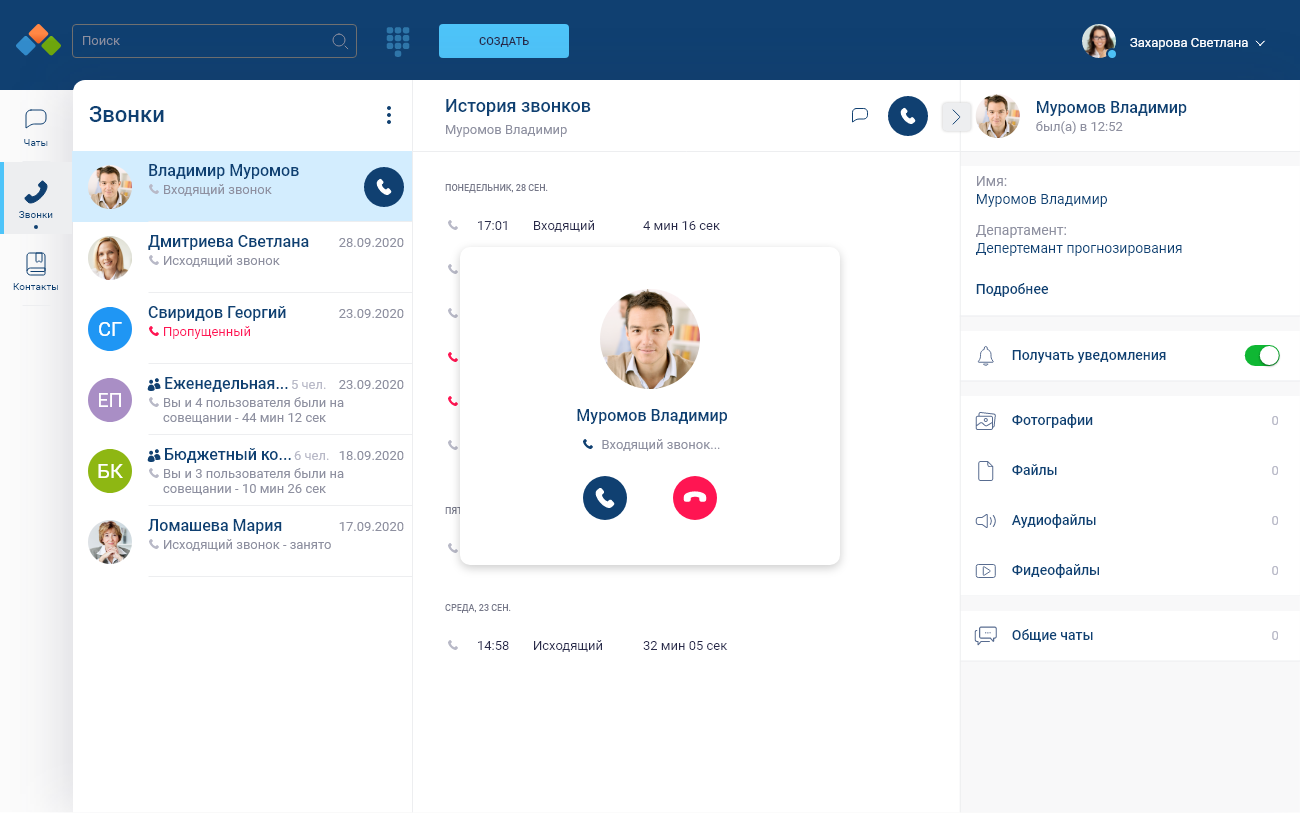 Поиск
СОЗДАТЬ
Захарова Светлана
Чаты
Звонки
Контакты
Звонки
Владимир Муромов
Входящий звонок
Дмитриева Светлана
28.09.2020
Исходящий звонок
СГ
Свиридов Георгий
23.09.2020
Пропущенный
ЕП
Еженедельная... 5 чел.
23.09.2020
Вы и 4 пользователя были на
совещании - 44 мин 12 сек
БК
Бюджетный ко... 6 чел.
18.09.2020
Вы и 3 пользователя были на
совещании - 10 мин 26 сек
Ломашева Мария
17.09.2020
Исходящий звонок - занято
История звонков
Муромов Владимир
ПОНЕДЕЛЬНИК, 28 СЕН.
17:01 Входящий 4 мин 16 сек
Муромов Владимир
Входящий звонок...
ПЯТ
СРЕДА, 23 СЕН.
14:58 Исходящий 32 мин 05 сек
Муромов Владимир
был(а) в 12:52
Имя:
Муромов Владимир
Департамент:
Депертемант прогнозирования
Подробнее
Получать уведомления
Фотографии 0
Файлы 0
Аудиофайлы 0
Фидеофайлы 0
Общие чаты 0